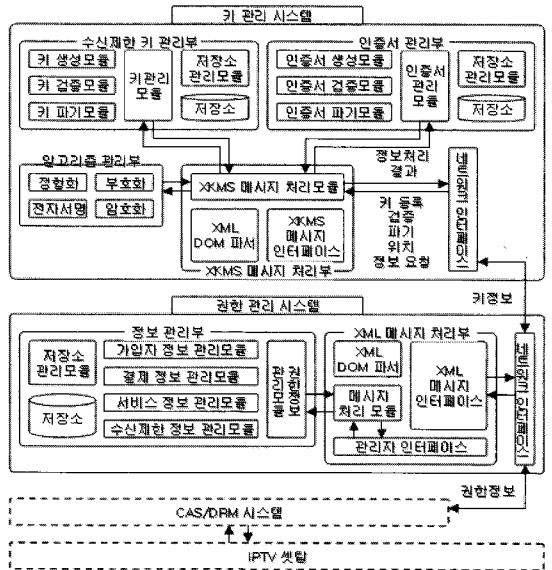 키 관리 시스템
수신제한 키 관리부
키 생성모듈
키 검증모듈
키 파기모듈
키관리
모듈
저장소
관리모듈
저장소
인증서 관리부
인증서 생성모듈
인증서 검증모듈
인증서 파기모듈
인증서
관리
모듈
저장소
관리모듈
저장소
알고리즘 관리부
정형화
부호화
전자서명
암호화
XKMS 메시지 처리모듈
XML
DOM 파서
XKMS
메시지
인터페이스
XKMS 메시지 처리부
정보처리
결과
키 등록
검증
파기
위치
정보 요청
네트워크 인터페이스
키정보
권한 관리 시스템
정보 관리부
저장소
관리모듈
저장소
가입자 정보 관리모듈
결제 정보 관리모듈
서비스 정보 관리모듈
수신제한 정보 관리모듈
권한정보
관리모듈
XML 메시지 처리부
XML
DOM 파서
메시지
처리 모듈
XML
메시지
인터페이스
관리자 인터페이스
네트워크 인터페이스
권한정보
CAS/DRM 시스템
IPTV 셋탑